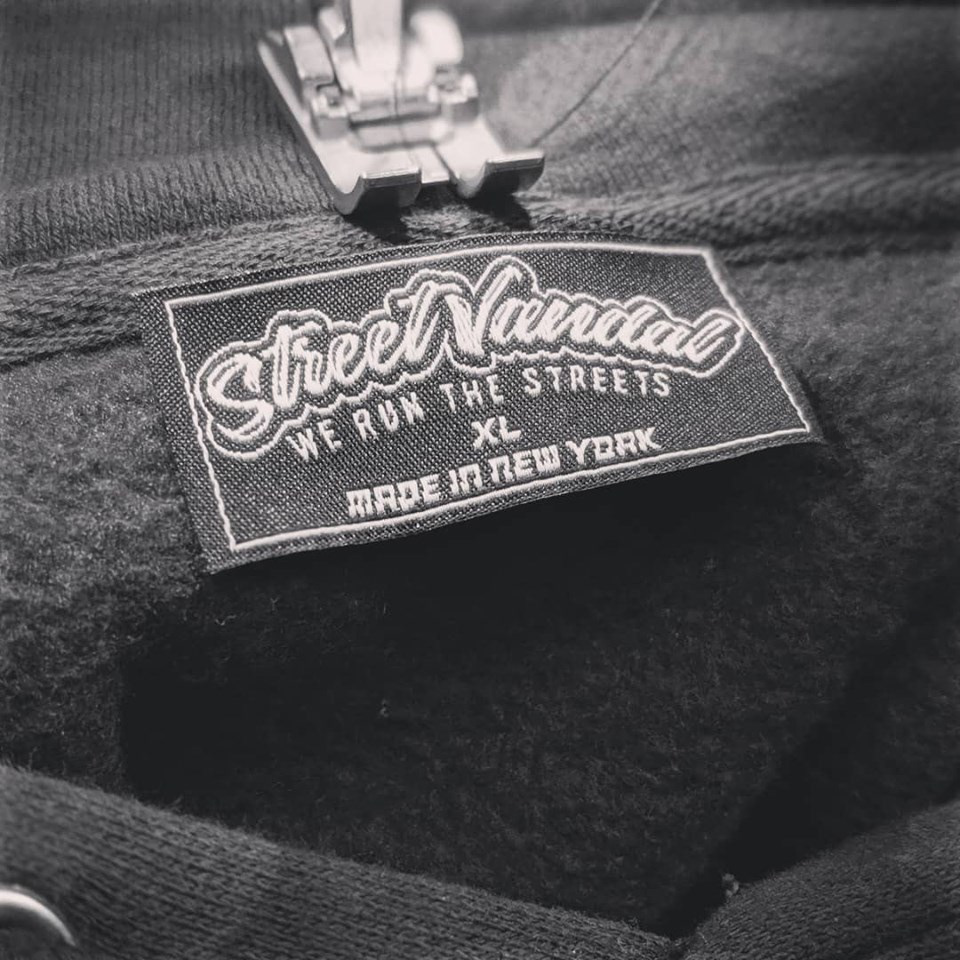 Street Vandal
WE RUN THE STREETS
XL
MADE IN NEW YORK